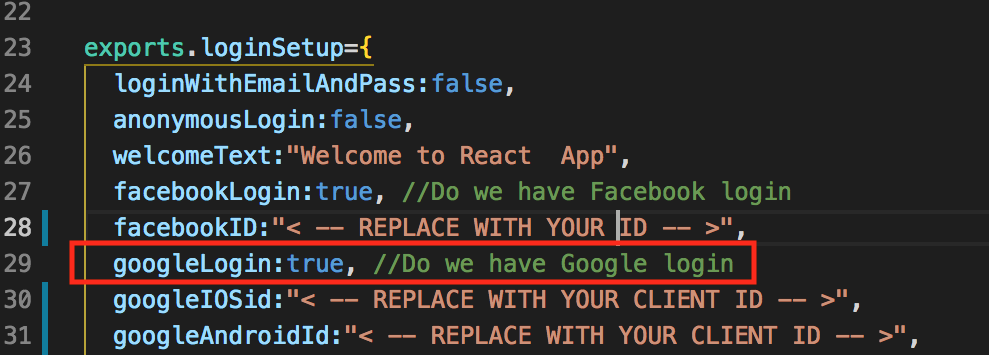 22
23 exports.loginSetup={
24 loginWithEmailAndPass:false,
25 anonymousLogin:false,
26 welcomeText:"Welcome to React  App",
27 facebookLogin:true, //Do we have Facebook login
28 facebookID:"< -- REPLACE WITH YOUR ID -- >",
29 googleLogin:true, //Do we have Google login
30 googleIOSid:"< -- REPLACE WITH YOUR CLIENT ID -- >",
31 googleAndroidId:"< -- REPLACE WITH YOUR CLIENT ID -- >",